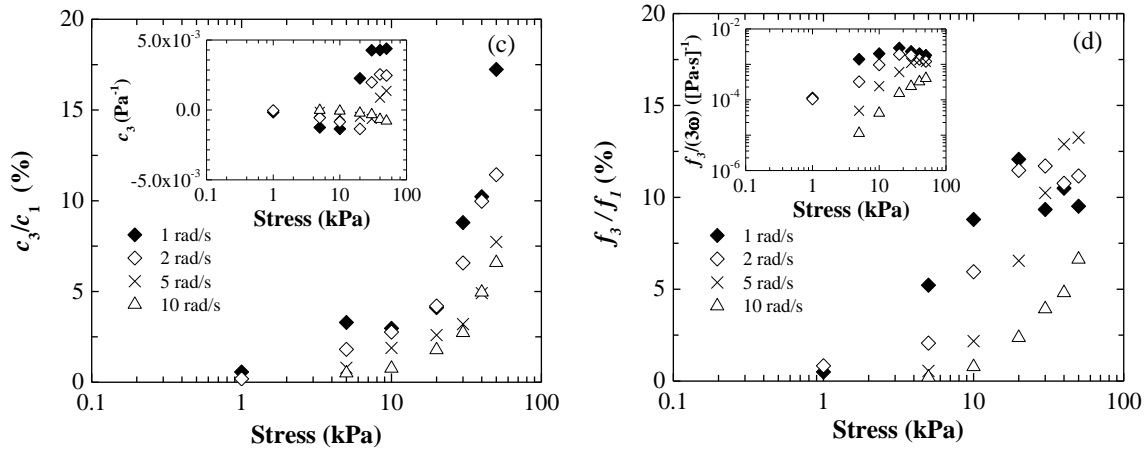 20
15
10
5
0
c3/c1 (%)
0.1
1
10
100
Stress (kPa)
(c)
5.0×10⁻³
0.0
-5.0×10⁻³
c3 (Pa⁻¹)
0.1
1
10
100
Stress (kPa)
1 rad/s
2 rad/s
5 rad/s
10 rad/s
20
15
10
5
0
f3/f1 (%)
0.1
1
10
100
Stress (kPa)
(d)
10⁻²
10⁻⁴
10⁻⁶
f3/(3ω) ([Pa·s]⁻¹
0.1
1
10
100
Stress (kPa)
1 rad/s
2 rad/s
5 rad/s
10 rad/s